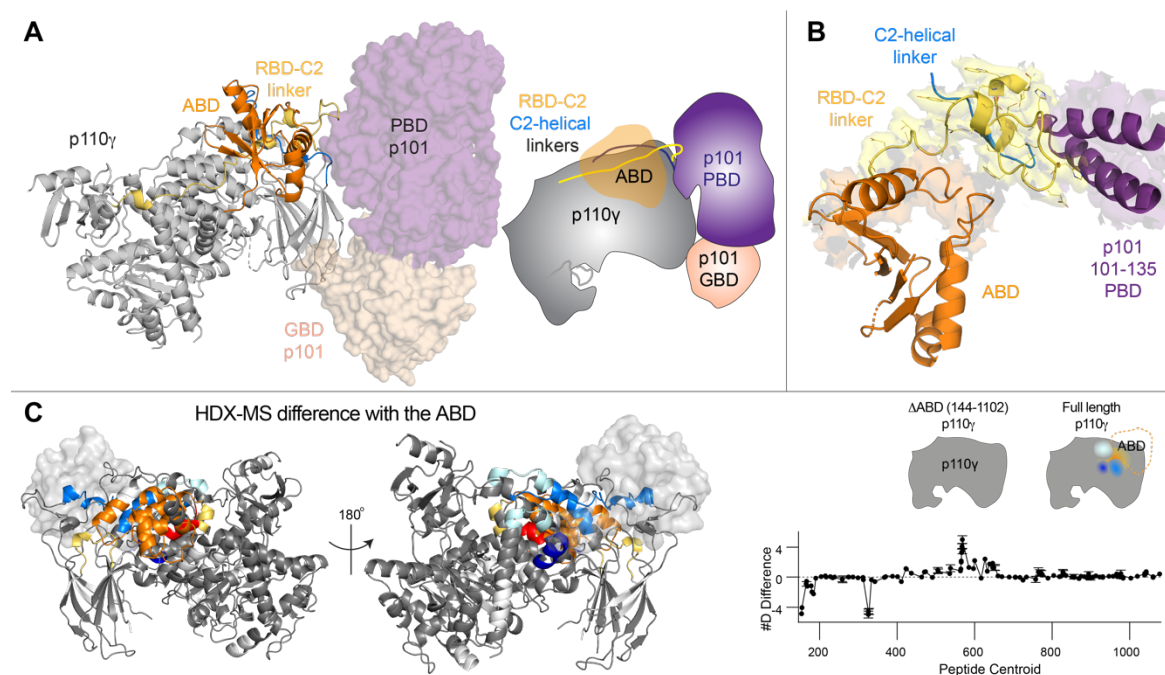 A
p110γ
ABD
RBD-C2
linker
PBD
p101
GBD
p101
RBD-C2
C2-helical
linkers
ABD
p110γ
p101
PBD
p101
GBD
B
C2-helical
linker
RBD-C2
linker
ABD
p101
101-135
PBD
C
HDX-MS difference with the ABD
180°
ΔABD (144-1102)
p110γ
p110γ
Full length
p110γ
ABD
#D Difference
4
0
-4
200
400
600
800
1000
Peptide Centroid